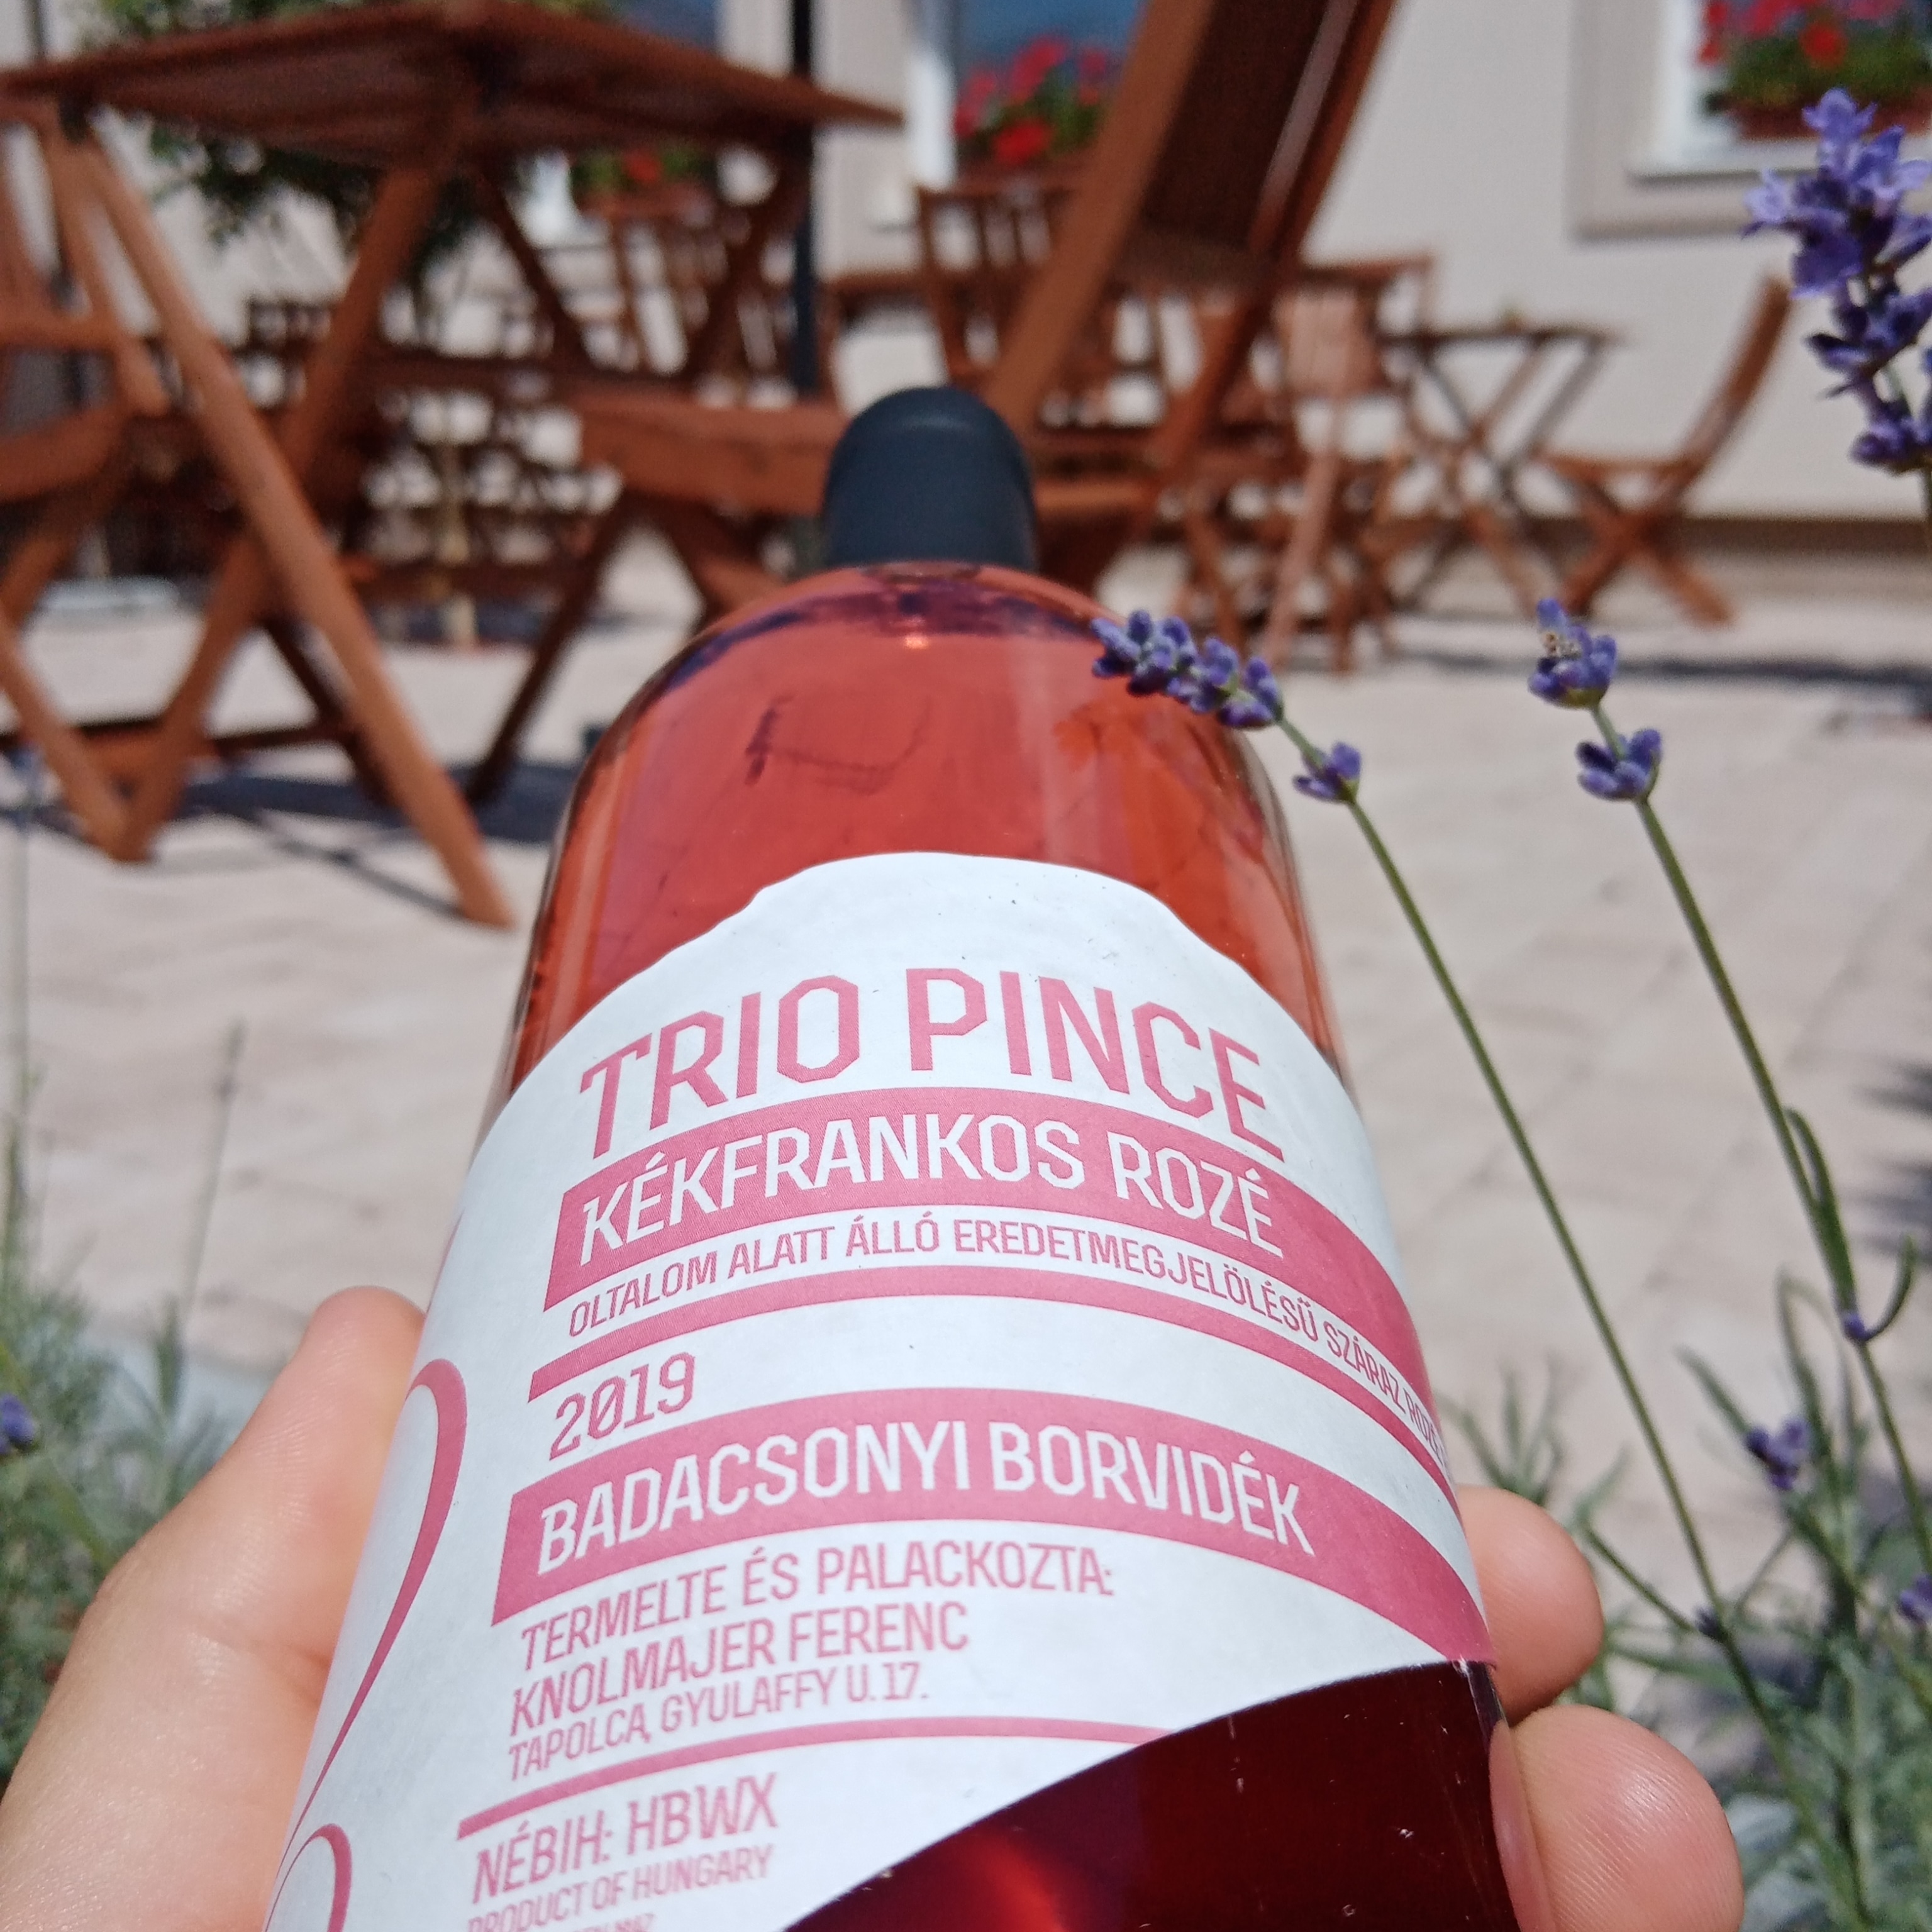 TRIO PINCE
KÉKFRANKOS ROZÉ
OLTALOM ALATT ÁLLÓ EREDETMEGJELÖLÉSŰ SZÁRAZ
2019
BADACSONYI BORVIDÉK
TERMELTE ÉS PALACKOZTA:
KNOLMAJER FERENC
TAPOLCA, GYULAFFY U. 17.
NÉBIH: HBWX
PRODUCT OF HUNGARY